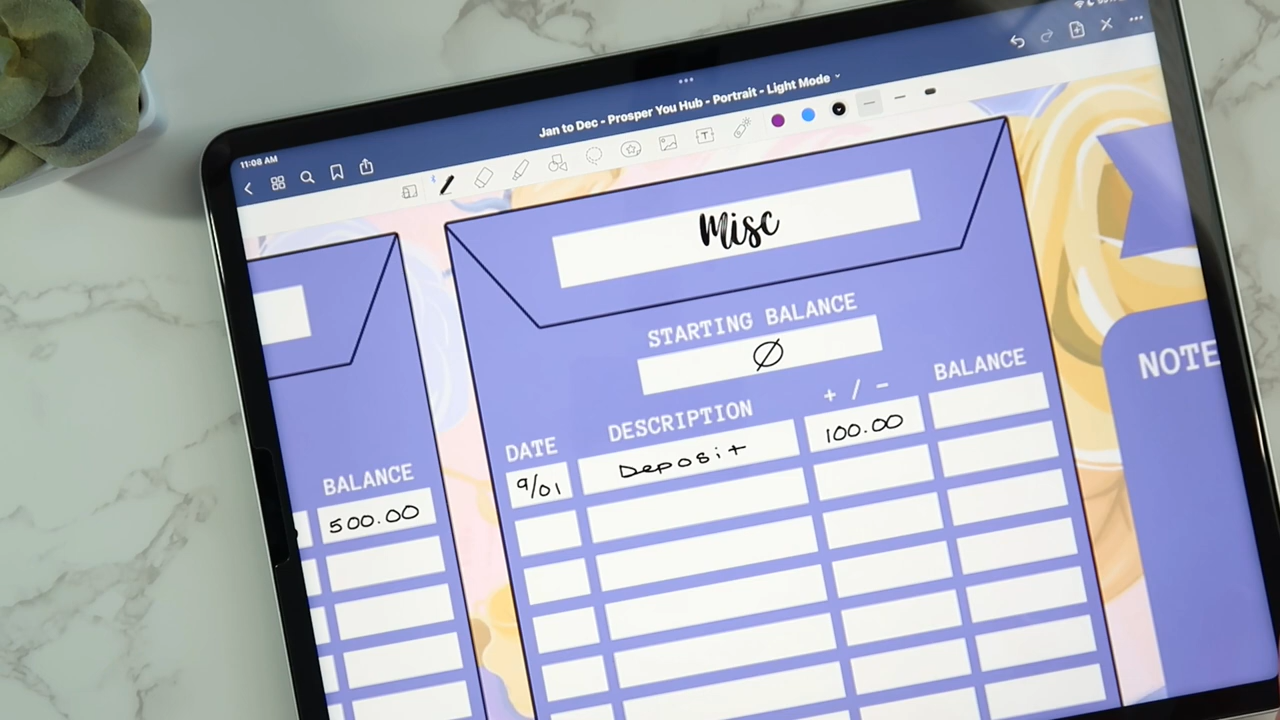 11:08 AM
Jan to Dec - Prosper You Hub - Portrait - Light Mode
Misc
STARTING BALANCE
Ø
DATE DESCRIPTION + / - BALANCE
9/01 Deposit 100.00
BALANCE
500.00
NOTE